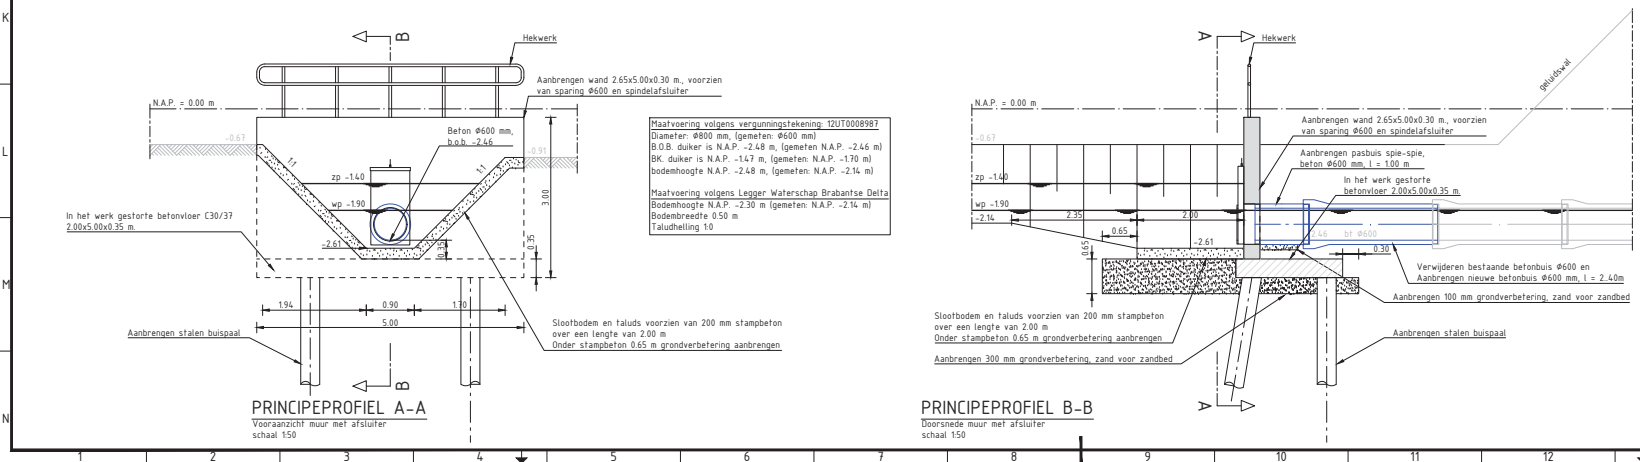 K
L
M
N
B
Hekwerk
Aanbrengen wand 2.65x5.00x0.30 m., voorzien
van sparing Φ600 en spindelafsluiter
N.A.P. = 0.00 m
-0.67
Beton Φ600 mm,
b.o.b. -2.46
-0.91
1:1
1:1
zp -1.40
wp -1.90
3.00
In het werk gestorte betonvloer C30/37
2.00x5.00x0.35 m.
-2.61
0.35
0.35
1.94
0.90
1.70
5.00
Aanbrengen stalen buispaal
Slootbodem en taluds voorzien van 200 mm stampbeton
over een lengte van 2.00 m
Onder stampbeton 0.65 m grondverbetering aanbrengen
B
PRINCIPEPROFIEL A-A
Vooraanzicht muur met afsluiter
schaal 1:50
Maatvoering volgens vergunningstekening: 12UT0008987
Diameter: Φ800 mm, (gemeten: Φ600 mm)
B.O.B. duiker is N.A.P. -2.48 m, (gemeten N.A.P. -2.46 m)
BK. duiker is N.A.P. -1.47 m, (gemeten: N.A.P. -1.70 m)
bodemhoogte N.A.P. -2.48 m, (gemeten: N.A.P. -2.14 m)
Maatvoering volgens Legger Waterschap Brabantse Delta
Bodemhoogte N.A.P. -2.30 m (gemeten: N.A.P. -2.14 m)
Bodembreedte 0.50 m
Taludhelling 1:0
A
Hekwerk
geluidswal
N.A.P. = 0.00 m
Aanbrengen wand 2.65x5.00x0.30 m., voorzien
van sparing Φ600 en spindelafsluiter
-0.67
Aanbrengen pasbuis spie-spie,
beton Φ600 mm, l = 1.00 m
In het werk gestorte
betonvloer 2.00x5.00x0.35 m.
zp -1.40
wp -1.90
-2.14
2.35
2.00
0.65
-2.61
2.46 bt Φ600
0.65
0.30
Verwijderen bestaande betonbuis Φ600 en
Aanbrengen nieuwe betonbuis Φ600 mm, l = 2.40m
Aanbrengen 100 mm grondverbetering, zand voor zandbed
Slootbodem en taluds voorzien van 200 mm stampbeton
over een lengte van 2.00 m
Onder stampbeton 0.65 m grondverbetering aanbrengen
Aanbrengen stalen buispaal
Aanbrengen 300 mm grondverbetering, zand voor zandbed
A
PRINCIPEPROFIEL B-B
Doorsnede muur met afsluiter
schaal 1:50
1 2 3 4 5 6 7 8 9 10 11 12